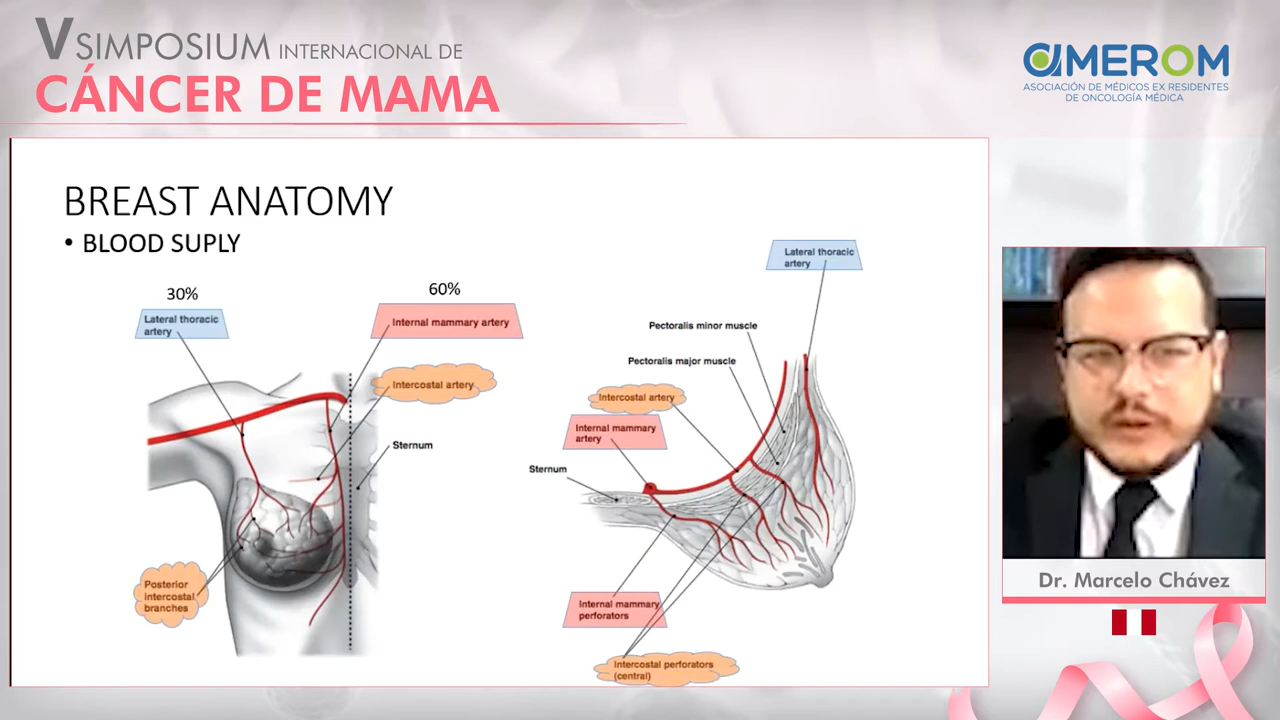 V SIMPOSIUM INTERNACIONAL DE
CÁNCER DE MAMA
AMEROM
ASOCIACIÓN DE MÉDICOS EX RESIDENTES
DE ONCOLOGÍA MÉDICA
BREAST ANATOMY
• BLOOD SUPLY
30%
60%
Lateral thoracic
artery
Internal mammary artery
Intercostal artery
Sternum
Posterior
intercostal
branches
Lateral thoracic
artery
Pectoralis minor muscle
Pectoralis major muscle
Intercostal artery
Internal mammary
artery
Sternum
Internal mammary
perforators
Intercostal perforators
(central)
Dr. Marcelo Chávez